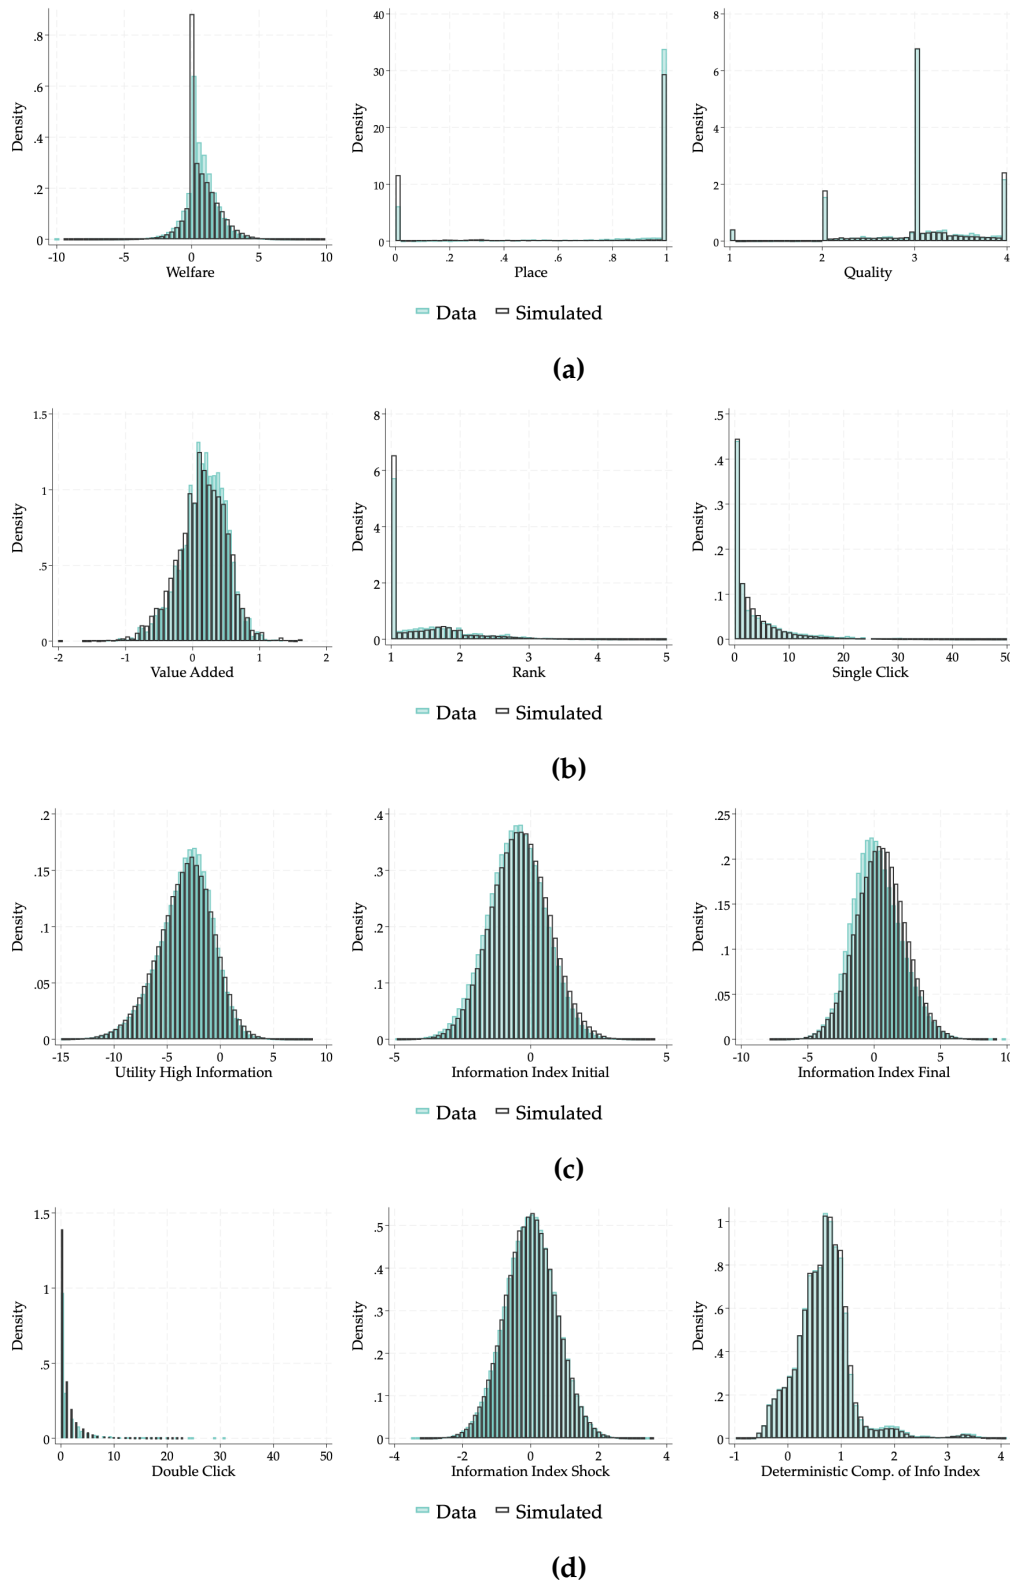 .8
.6
.4
.2
0
Density
-10 -5 0 5 10
Welfare
40
30
20
10
0
Density
0 .2 .4 .6 .8 1
Place
8
6
4
2
0
Density
1 2 3 4
Quality
Data Simulated
(a)
1.5
1
.5
0
Density
-2 -1 0 1 2
Value Added
8
6
4
2
0
Density
1 2 3 4 5
Rank
.5
.4
.3
.2
.1
0
Density
0 10 20 30 40 50
Single Click
Data Simulated
(b)
.2
.15
.1
.05
0
Density
-15 -10 -5 0 5 10
Utility High Information
.4
.3
.2
.1
0
Density
-5 0 5
Information Index Initial
.25
.2
.15
.1
.05
0
Density
-10 -5 0 5 10
Information Index Final
Data Simulated
(c)
1.5
1
.5
0
Density
0 10 20 30 40 50
Double Click
.5
.4
.3
.2
.1
0
Density
-4 -2 0 2 4
Information Index Shock
1
.8
.6
.4
.2
0
Density
-1 0 1 2 3 4
Deterministic Comp. of Info Index
Data Simulated
(d)